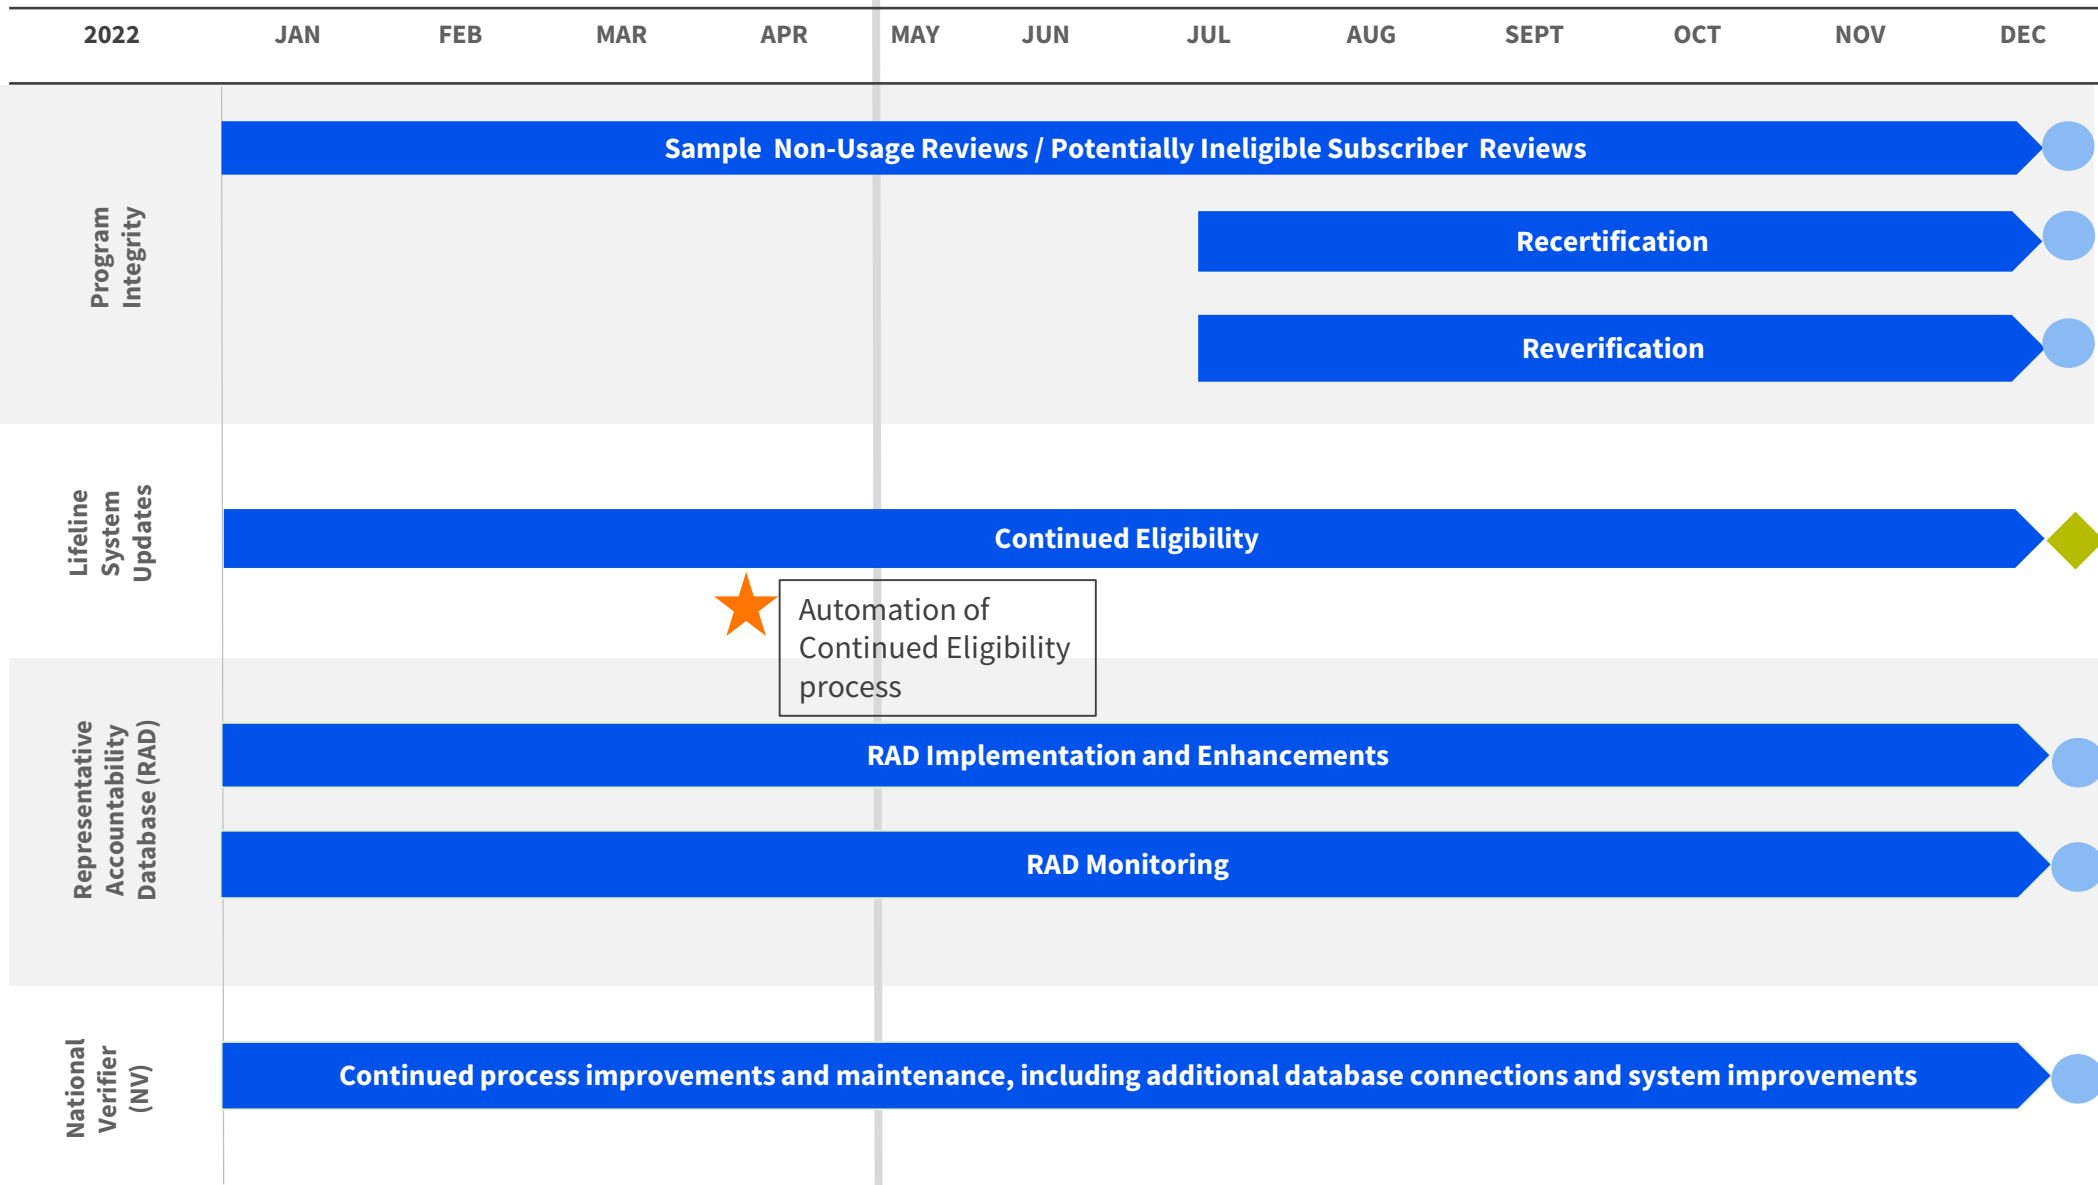 2022 JAN FEB MAR APR MAY JUN JUL AUG SEPT OCT NOV DEC
Program
Integrity
Sample Non-Usage Reviews / Potentially Ineligible Subscriber Reviews
Recertification
Reverification
Lifeline
System
Updates
Continued Eligibility
Automation of
Continued Eligibility
process
Representative
Accountability
Database (RAD)
RAD Implementation and Enhancements
RAD Monitoring
National
Verifier
(NV)
Continued process improvements and maintenance, including additional database connections and system improvements